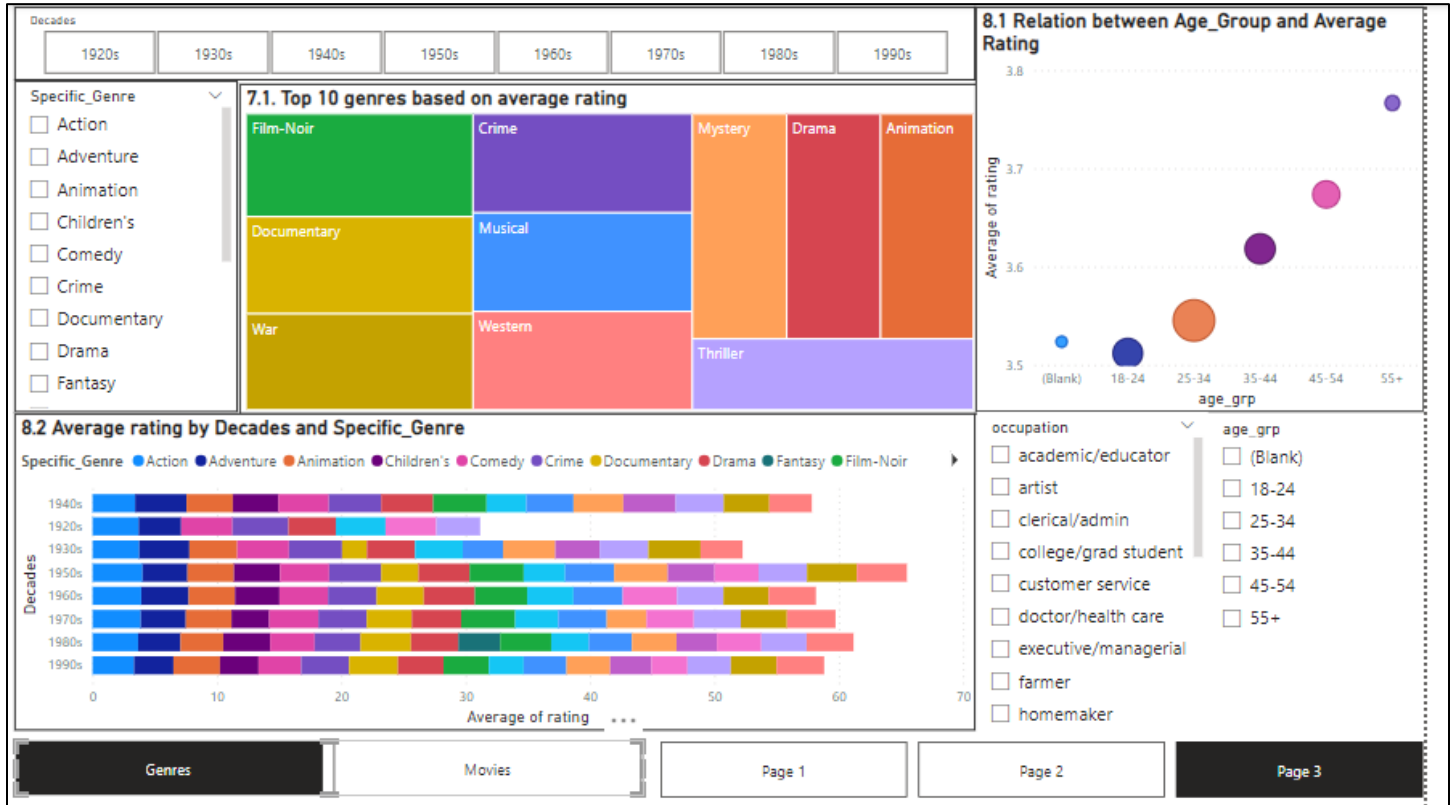 Decades
1920s 1930s 1940s 1950s 1960s 1970s 1980s 1990s
Specific_Genre
Action
Adventure
Animation
Children's
Comedy
Crime
Documentary
Drama
Fantasy
7.1. Top 10 genres based on average rating
Film-Noir
Documentary
War
Crime
Musical
Western
Mystery
Drama
Animation
Thriller
8.1 Relation between Age_Group and Average
Rating
Average of rating
3.8
3.7
3.6
3.5
(Blank) 18-24 25-34 35-44 45-54 55+
age_grp
8.2 Average rating by Decades and Specific_Genre
Specific_Genre Action Adventure Animation Children's Comedy Crime Documentary Drama Fantasy Film-Noir
Decades
1940s
1920s
1930s
1950s
1960s
1970s
1980s
1990s
0 10 20 30 40 50 60 70
Average of rating
occupation
academic/educator
artist
clerical/admin
college/grad student
customer service
doctor/health care
executive/managerial
farmer
homemaker
age_grp
(Blank)
18-24
25-34
35-44
45-54
55+
Genres Movies Page 1 Page 2 Page 3